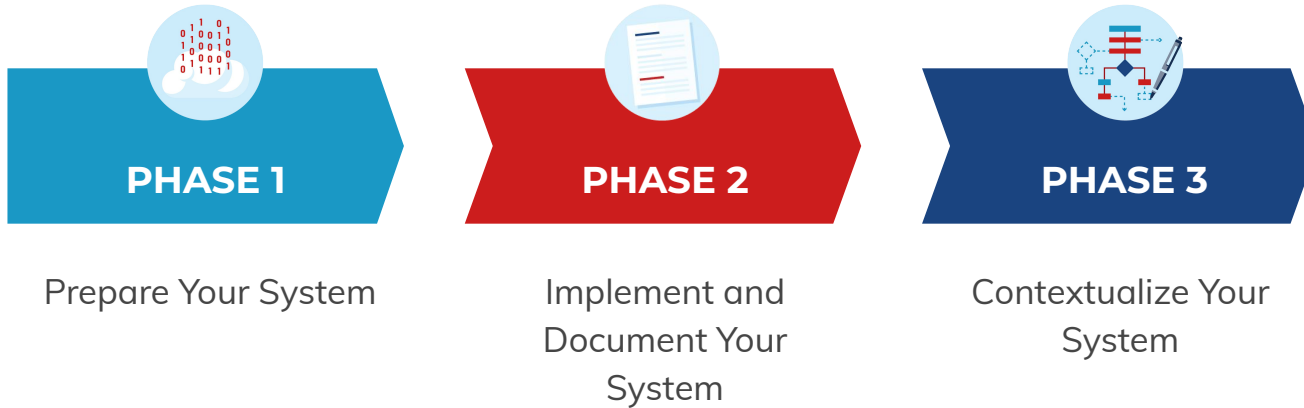 PHASE 1
Prepare Your System
PHASE 2
Implement and
Document Your
System
PHASE 3
Contextualize Your
System